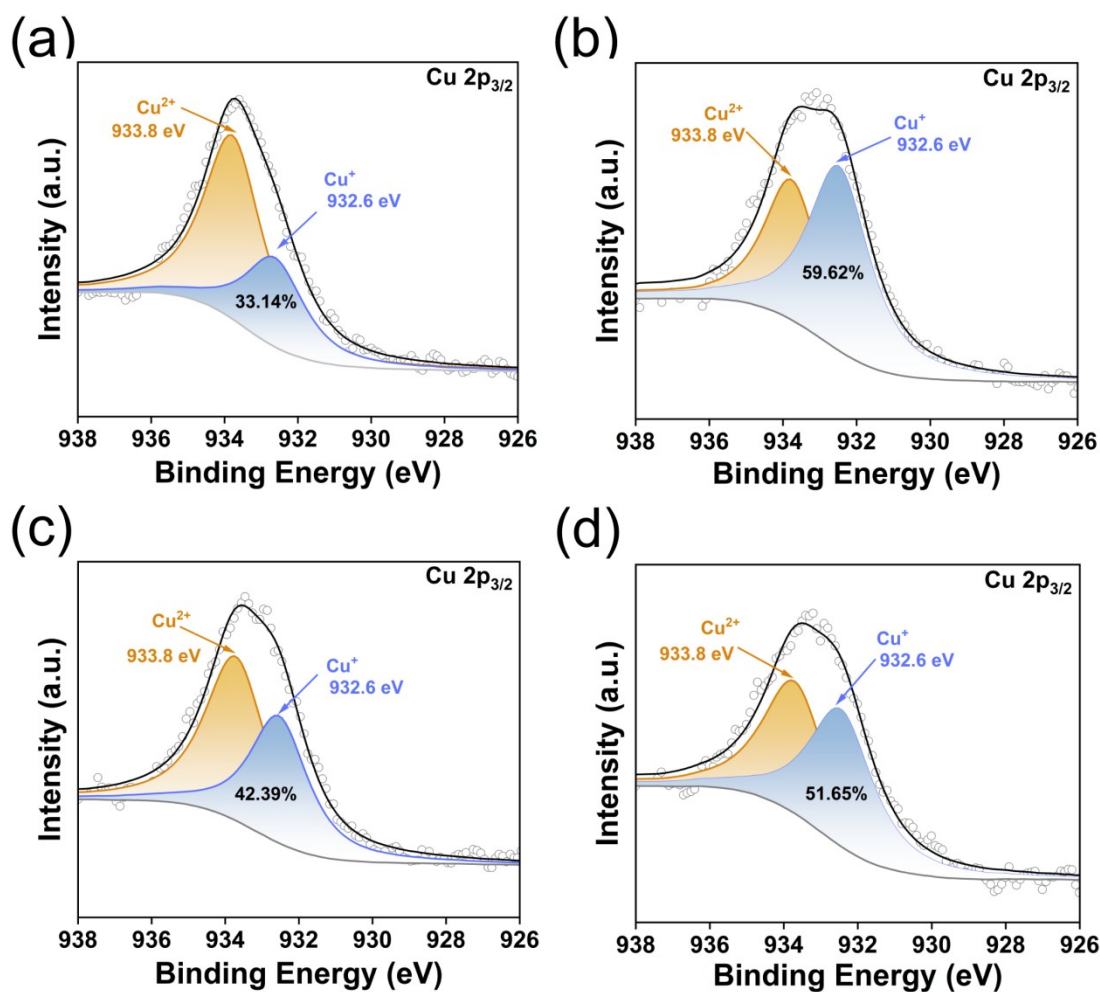 (a)
Cu 2p3/2
Cu2+
933.8 eV
Cu+
932.6 eV
33.14%
Intensity (a.u.)
938 936 934 932 930 928 926
Binding Energy (eV)
(b)
Cu 2p3/2
Cu2+
933.8 eV
Cu+
932.6 eV
59.62%
Intensity (a.u.)
938 936 934 932 930 928 926
Binding Energy (eV)
(c)
Cu 2p3/2
Cu2+
933.8 eV
Cu+
932.6 eV
42.39%
Intensity (a.u.)
938 936 934 932 930 928 926
Binding Energy (eV)
(d)
Cu 2p3/2
Cu2+
933.8 eV
Cu+
932.6 eV
51.65%
Intensity (a.u.)
938 936 934 932 930 928 926
Binding Energy (eV)